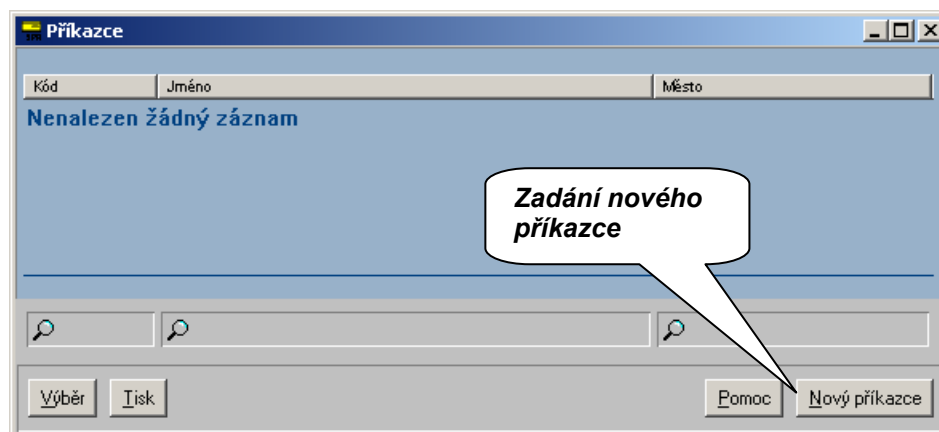 Příkazce
Kód Jméno Město
Nenalezen žádný záznam
Zadání nového
příkazce
Výběr Tisk Pomoc Nový příkazce